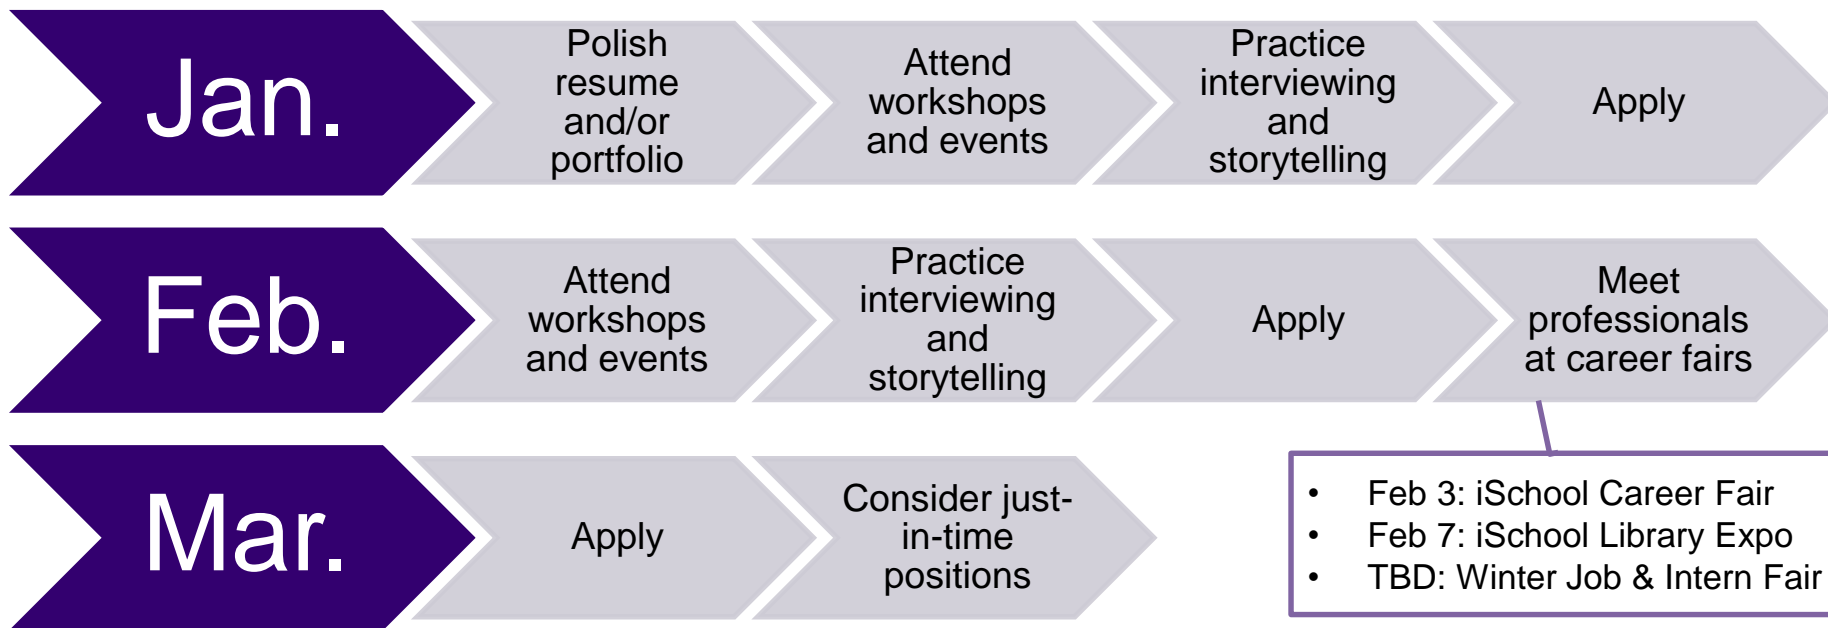 Jan.
Polish
resume
and/or
portfolio
Attend
workshops
and events
Practice
interviewing
and
storytelling
Apply
Feb.
Attend
workshops
and events
Practice
interviewing
and
storytelling
Apply
Meet
professionals
at career fairs
Mar.
Apply
Consider just-
in-time
positions
• Feb 3: iSchool Career Fair
• Feb 7: iSchool Library Expo
• TBD: Winter Job & Intern Fair